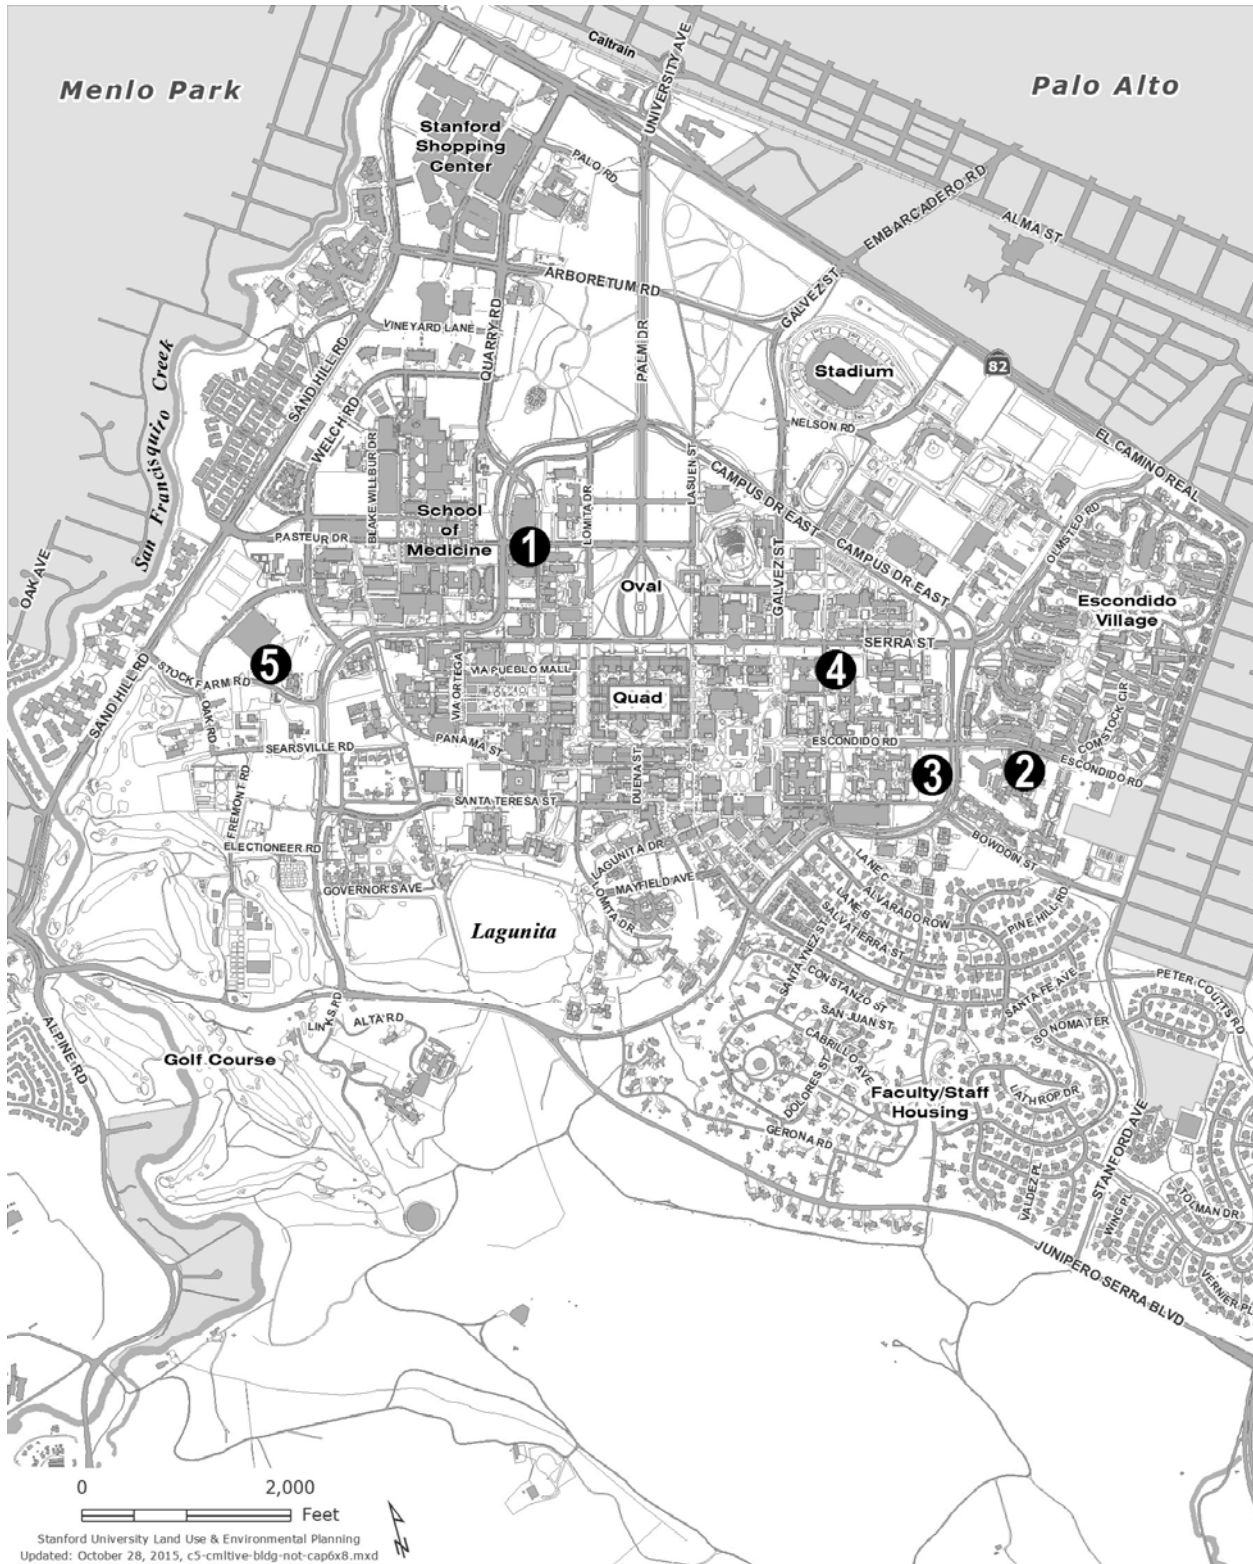 Menlo Park
Palo Alto
Caltrain
UNIVERSITY AVE
Stanford
Shopping
Center
PALO RD
EMBARCADERO RD
ALMA ST
ARBORETUM RD
GALVEZ ST
VINEYARD LANE
QUARRY RD
PALM DR
SAND HILL RD
San Francisquito Creek
Stadium
82
WELCH RD
NELSON RD
EL CAMINO REAL
BLAKE WILBUR DR
LASUEN ST
CAMPUS DR EAST
School
of
Medicine
LOMITA DR
OLMSTED RD
PASTEUR DR
1
CAMPUS DR EAST
GALVEZ ST
OAK AVE
Oval
Escondido
Village
SERRA ST
5
4
STOCK FARM RD
VIA PUEBLO MALL
VIA ORTEGA
Quad
SAND HILL RD
OAK RD
COMSTOCK CIR
PANAMA ST
ESCONDIDO RD
SEARSVILLE RD
3
2
ESCONDIDO RD
DUENA ST
FREMONT RD
SANTA TERESA ST
ELECTIONEER RD
BOWDOIN ST
LAGUNITA DR
LANE C
GOVERNOR'S AVE
MAYFIELD AVE
LOMITA DR
LANE B
ALVARADO ROW
SALVATIERRA ST
PINE HILL RD
Lagunita
SANTA YNEZ ST
CONSTANZO ST
SANTA FE AVE
PETER COUTTS RD
LINKS RD
ALTA RD
SAN JUAN ST
SONOMA TER
ALPINE RD
Golf Course
CABRILLO AVE
DOLORES ST
Faculty/Staff
Housing
LATHROP DR
GERONA RD
STANFORD AVE
VALDEZ PL
WING PL
TOLMAN DR
JUNIPERO SERRA BLVD
VERNIER PL
0 2,000
Feet
N
Stanford University Land Use & Environmental Planning
Updated: October 28, 2015, c5-cmltive-bldg-not-cap6x8.mxd